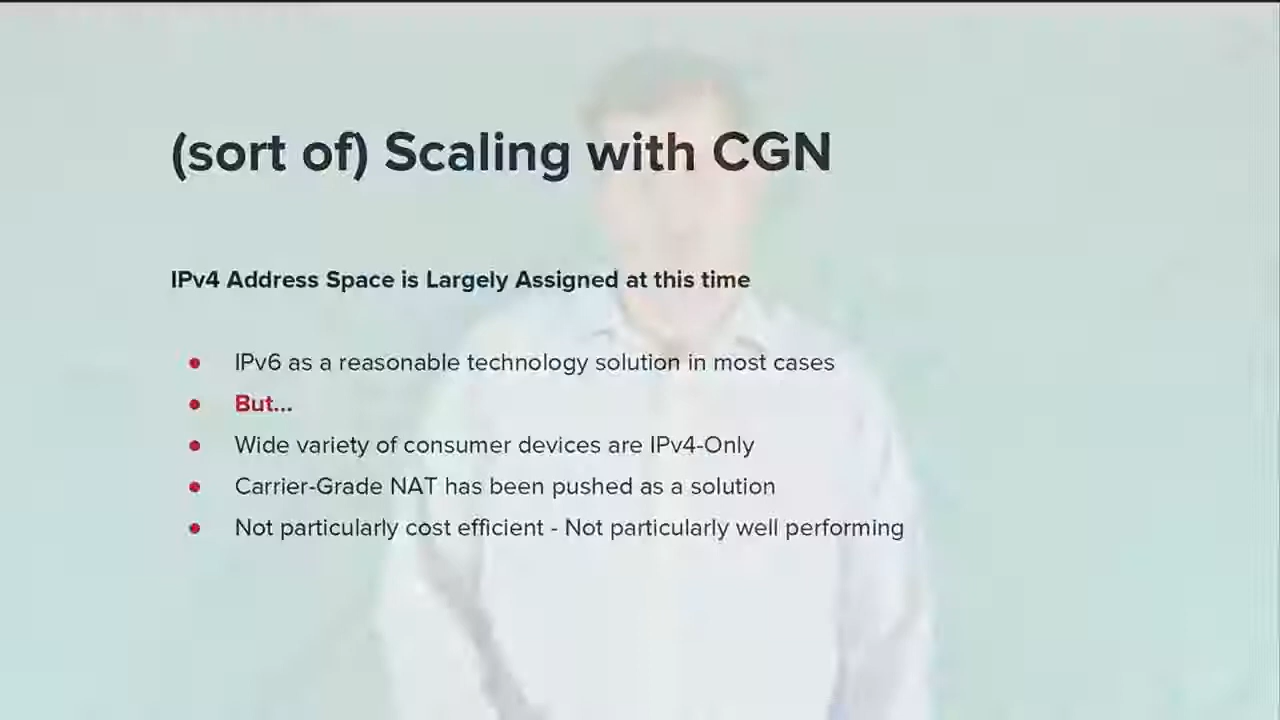 (sort of) Scaling with CGN
IPv4 Address Space is Largely Assigned at this time
IPv6 as a reasonable technology solution in most cases
But...
Wide variety of consumer devices are IPv4-Only
Carrier-Grade NAT has been pushed as a solution
Not particularly cost efficient - Not particularly well performing